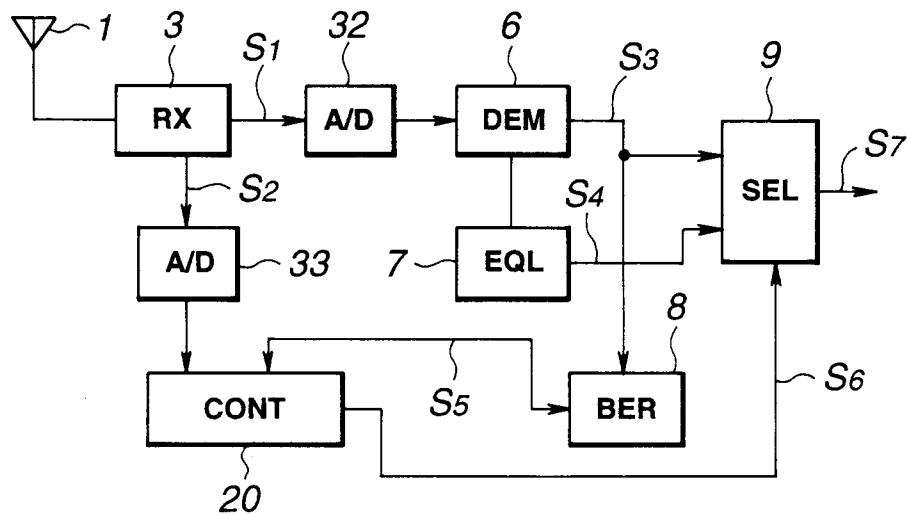 1
3
S1
32
6
S3
9
RX
A/D
DEM
S7
SEL
S2
S4
A/D
33
7
EQL
8
S5
S6
CONT
BER
20